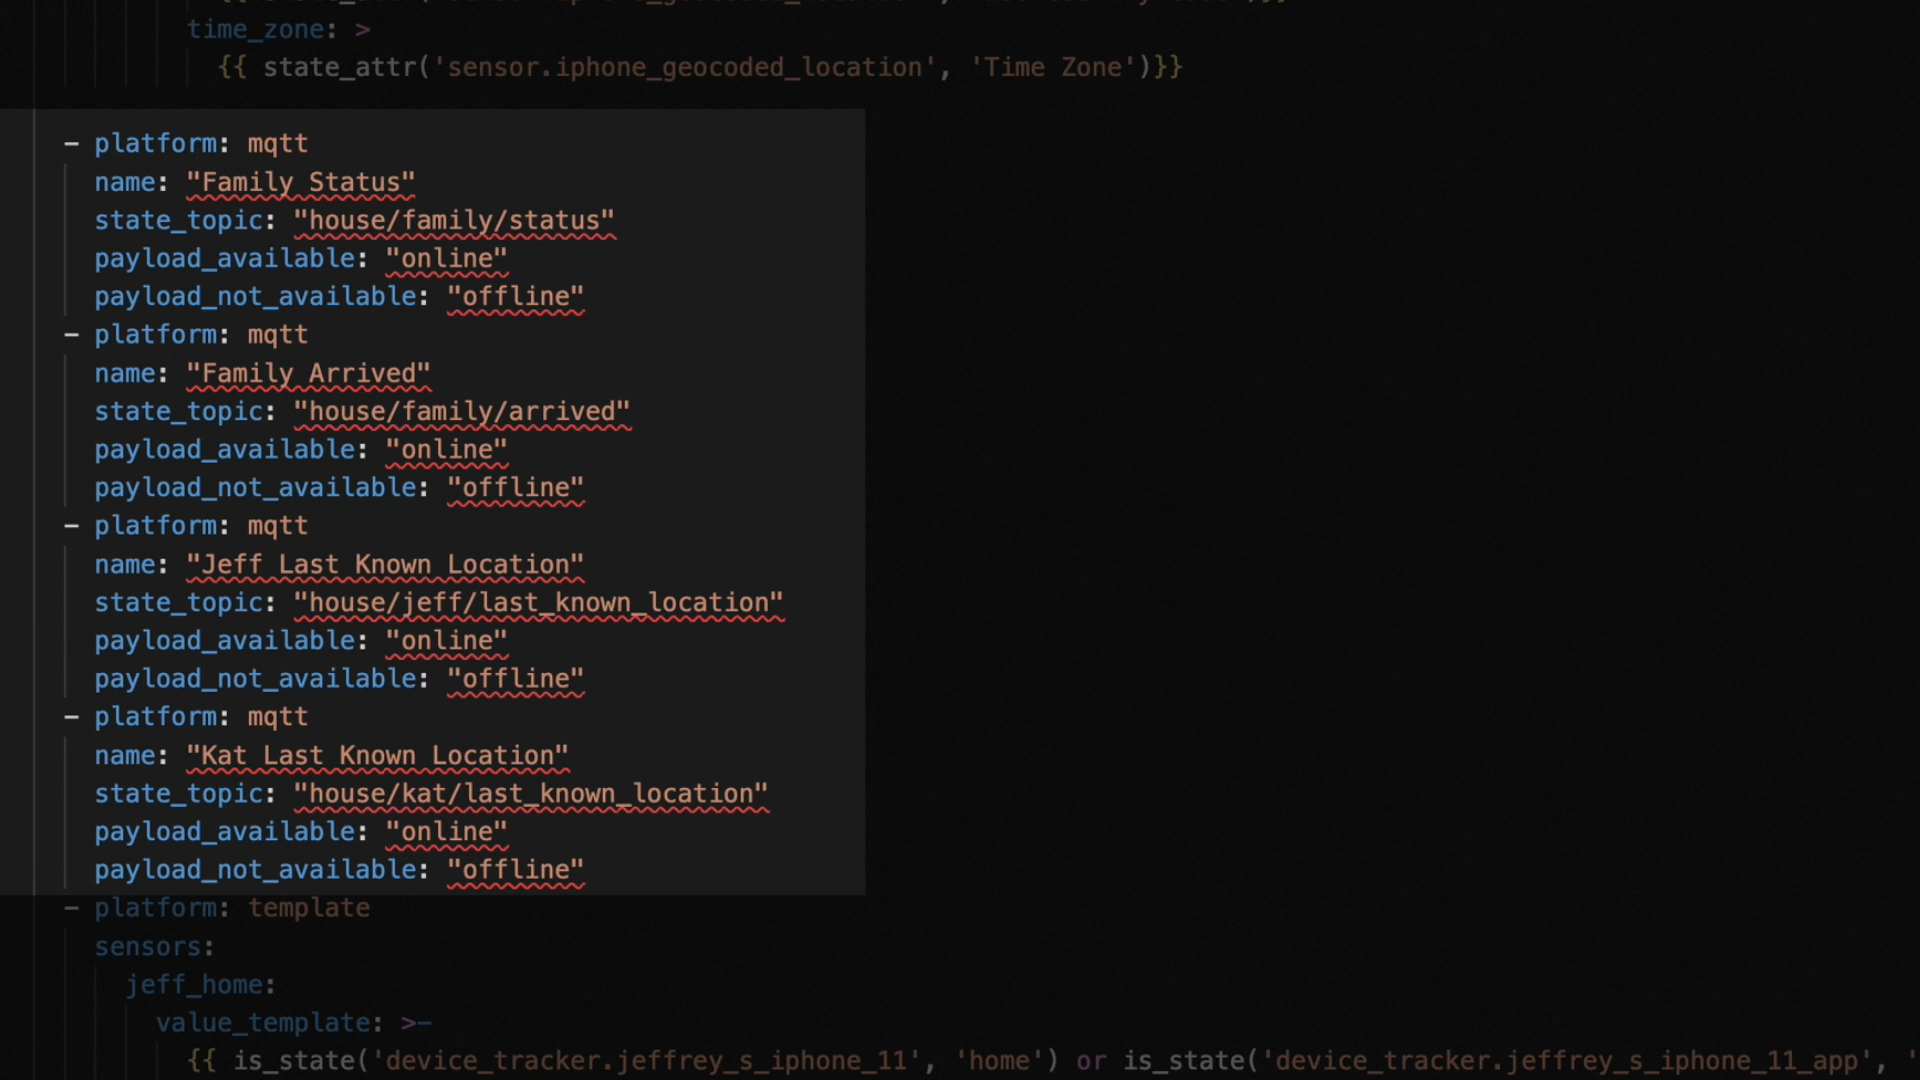 time_zone: >
{{ state_attr('sensor.iphone_geocoded_location', 'Time Zone')}}
- platform: mqtt
name: "Family Status"
state_topic: "house/family/status"
payload_available: "online"
payload_not_available: "offline"
- platform: mqtt
name: "Family Arrived"
state_topic: "house/family/arrived"
payload_available: "online"
payload_not_available: "offline"
- platform: mqtt
name: "Jeff Last Known Location"
state_topic: "house/jeff/last_known_location"
payload_available: "online"
payload_not_available: "offline"
- platform: mqtt
name: "Kat Last Known Location"
state_topic: "house/kat/last_known_location"
payload_available: "online"
payload_not_available: "offline"
- platform: template
sensors:
jeff_home:
value_template: >-
{{ is_state('device_tracker.jeffrey_s_iphone_11', 'home') or is_state('device_tracker.jeffrey_s_iphone_11_app', '